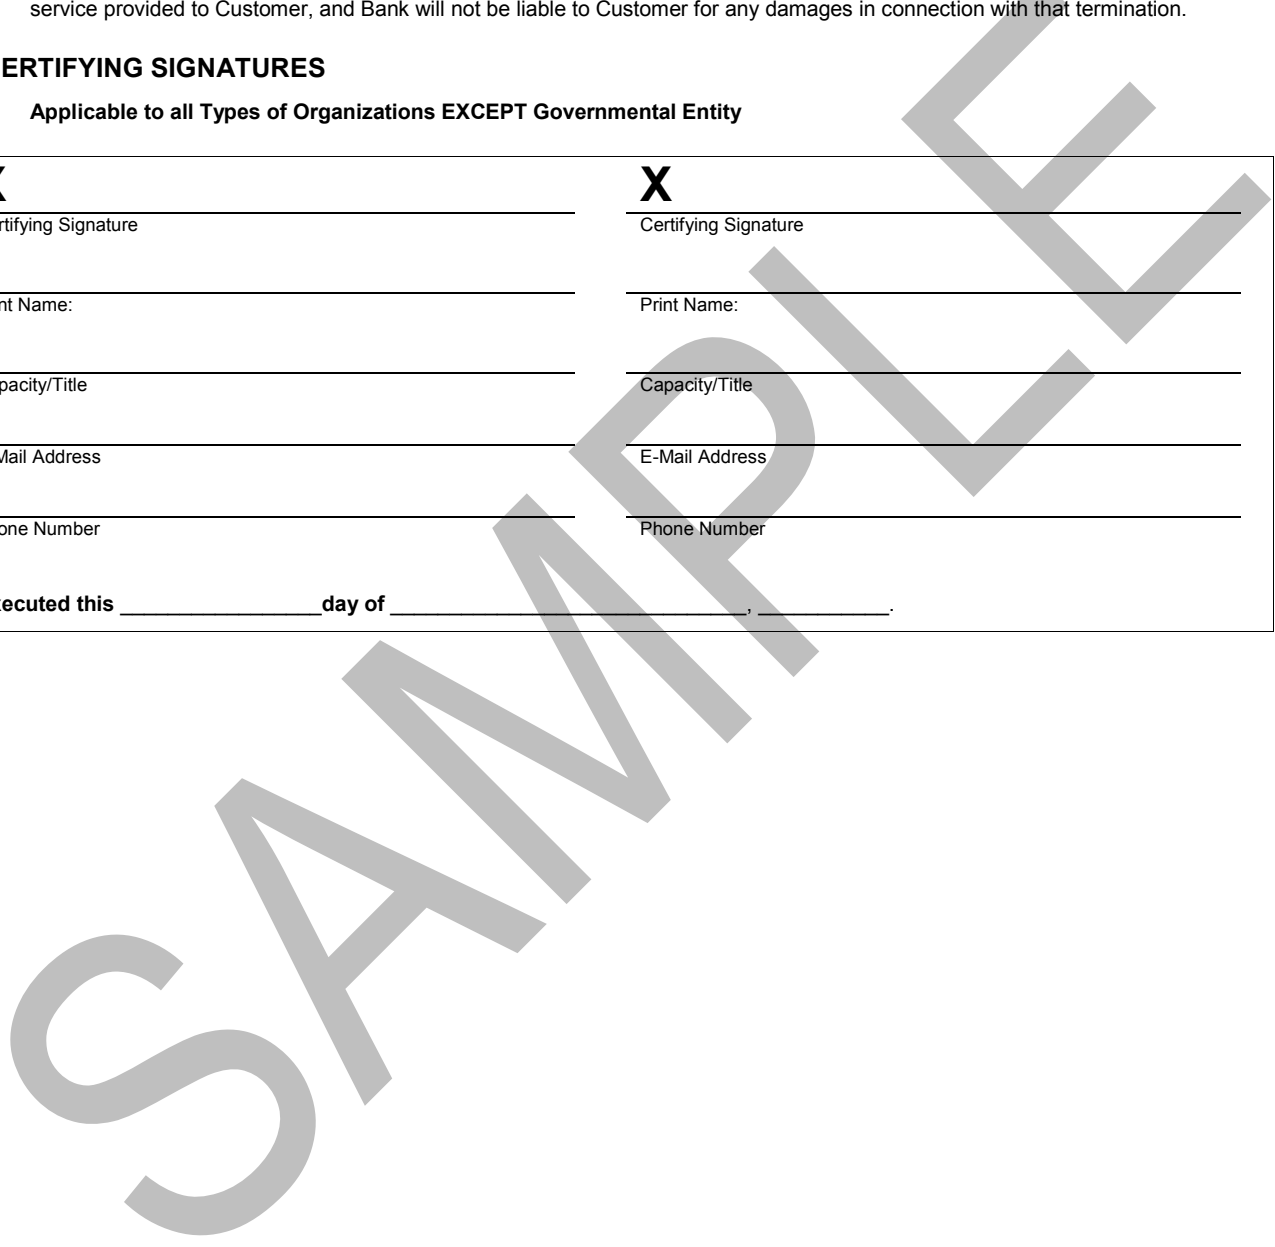 service provided to Customer, and Bank will not be liable to Customer for any damages in connection with that termination.
ERTIFYING SIGNATURES
Applicable to all Types of Organizations EXCEPT Governmental Entity
X X
rtifying Signature Certifying Signature
nt Name: Print Name:
pacity/Title Capacity/Title
Mail Address E-Mail Address
one Number Phone Number
ecuted this _________________day of ______________________________, ___________.
SAMPLE